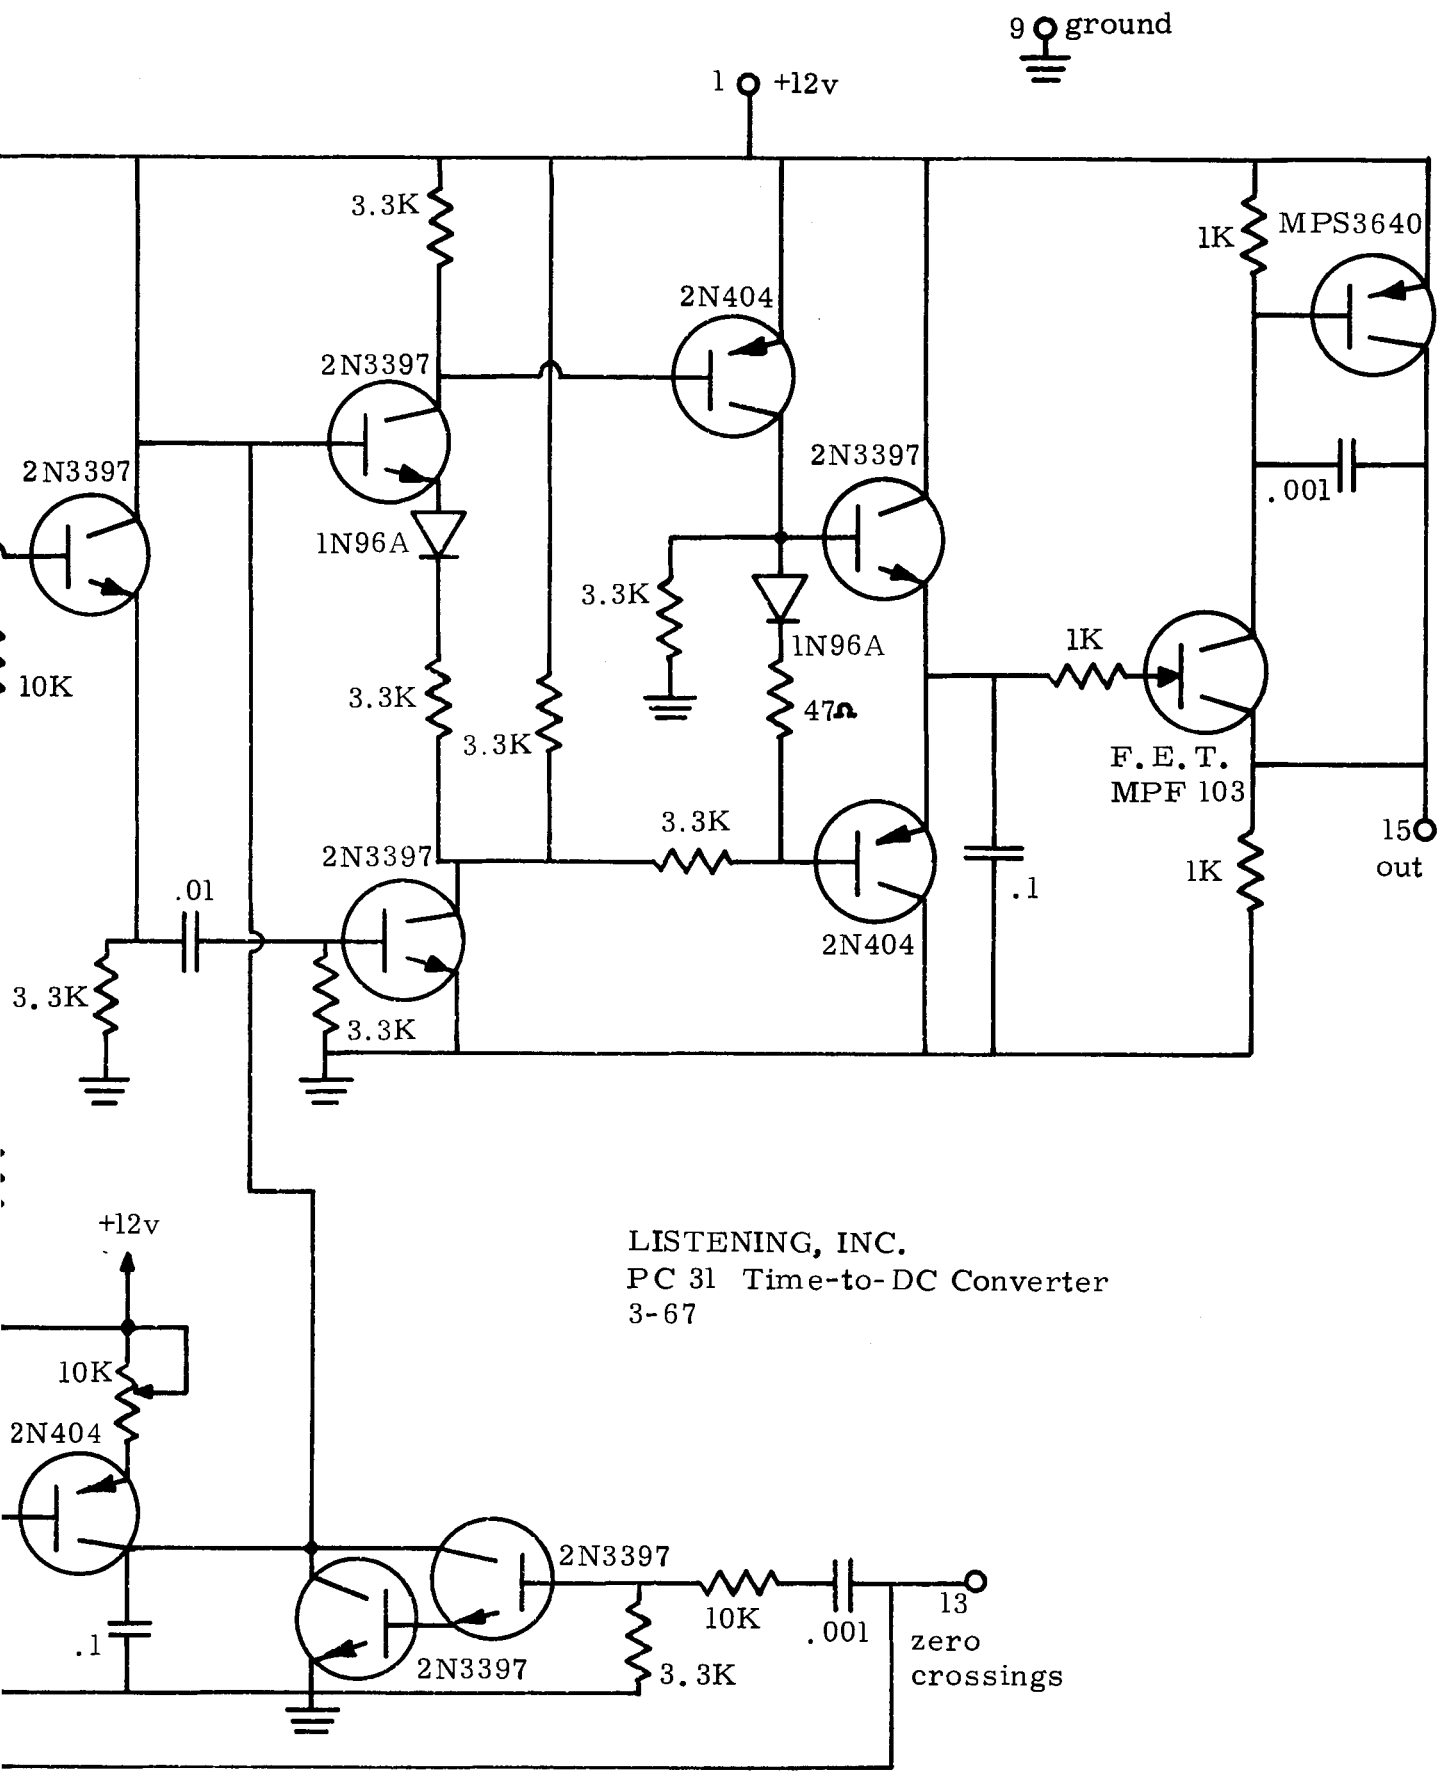 9 ground
1 +12v
3.3K
1K
MPS3640
2N404
2N3397
2N3397
2N3397
.001
1N96A
3.3K
1N96A
1K
10K
3.3K
47Ω
3.3K
F. E. T.
MPF 103
3.3K
15
out
2N3397
1K
.01
.1
2N404
3.3K
3.3K
+12v
LISTENING, INC.
PC 31 Time-to-DC Converter
3-67
10K
2N404
2N3397
13
10K
.001
zero
crossings
.1
2N3397
3.3K